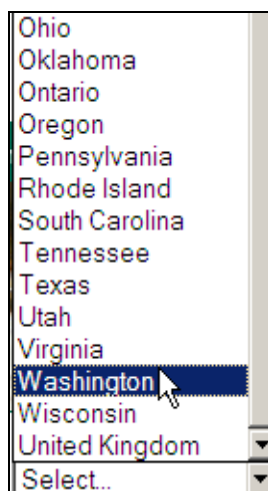 Ohio
Oklahoma
Ontario
Oregon
Pennsylvania
Rhode Island
South Carolina
Tennessee
Texas
Utah
Virginia
Washington
Wisconsin
United Kingdom
Select...